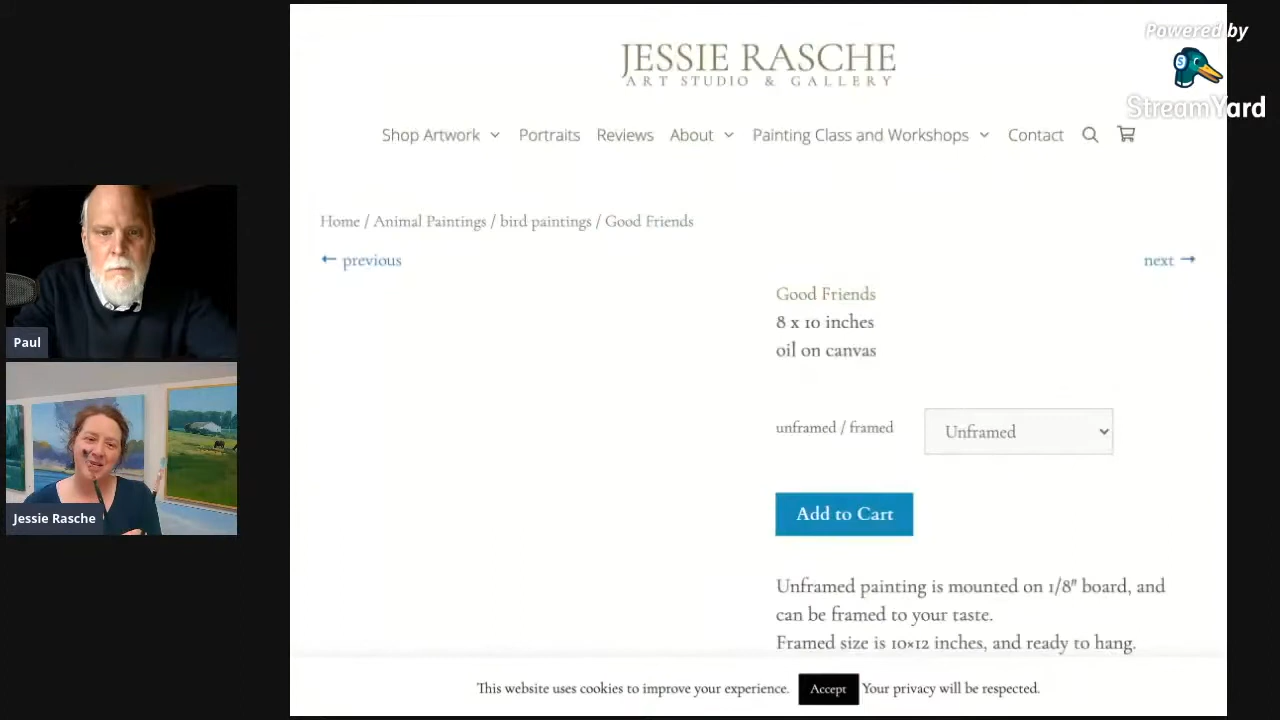 Powered by
StreamYard
JESSIE RASCHE
ART STUDIO & GALLERY
Shop Artwork Portraits Reviews About Painting Class and Workshops Contact
Home / Animal Paintings / bird paintings / Good Friends
← previous
next →
Good Friends
8 x 10 inches
oil on canvas
unframed / framed
Unframed
Add to Cart
Unframed painting is mounted on 1/8" board, and
can be framed to your taste.
Framed size is 10×12 inches, and ready to hang.
This website uses cookies to improve your experience. Accept Your privacy will be respected.
Paul
Jessie Rasche